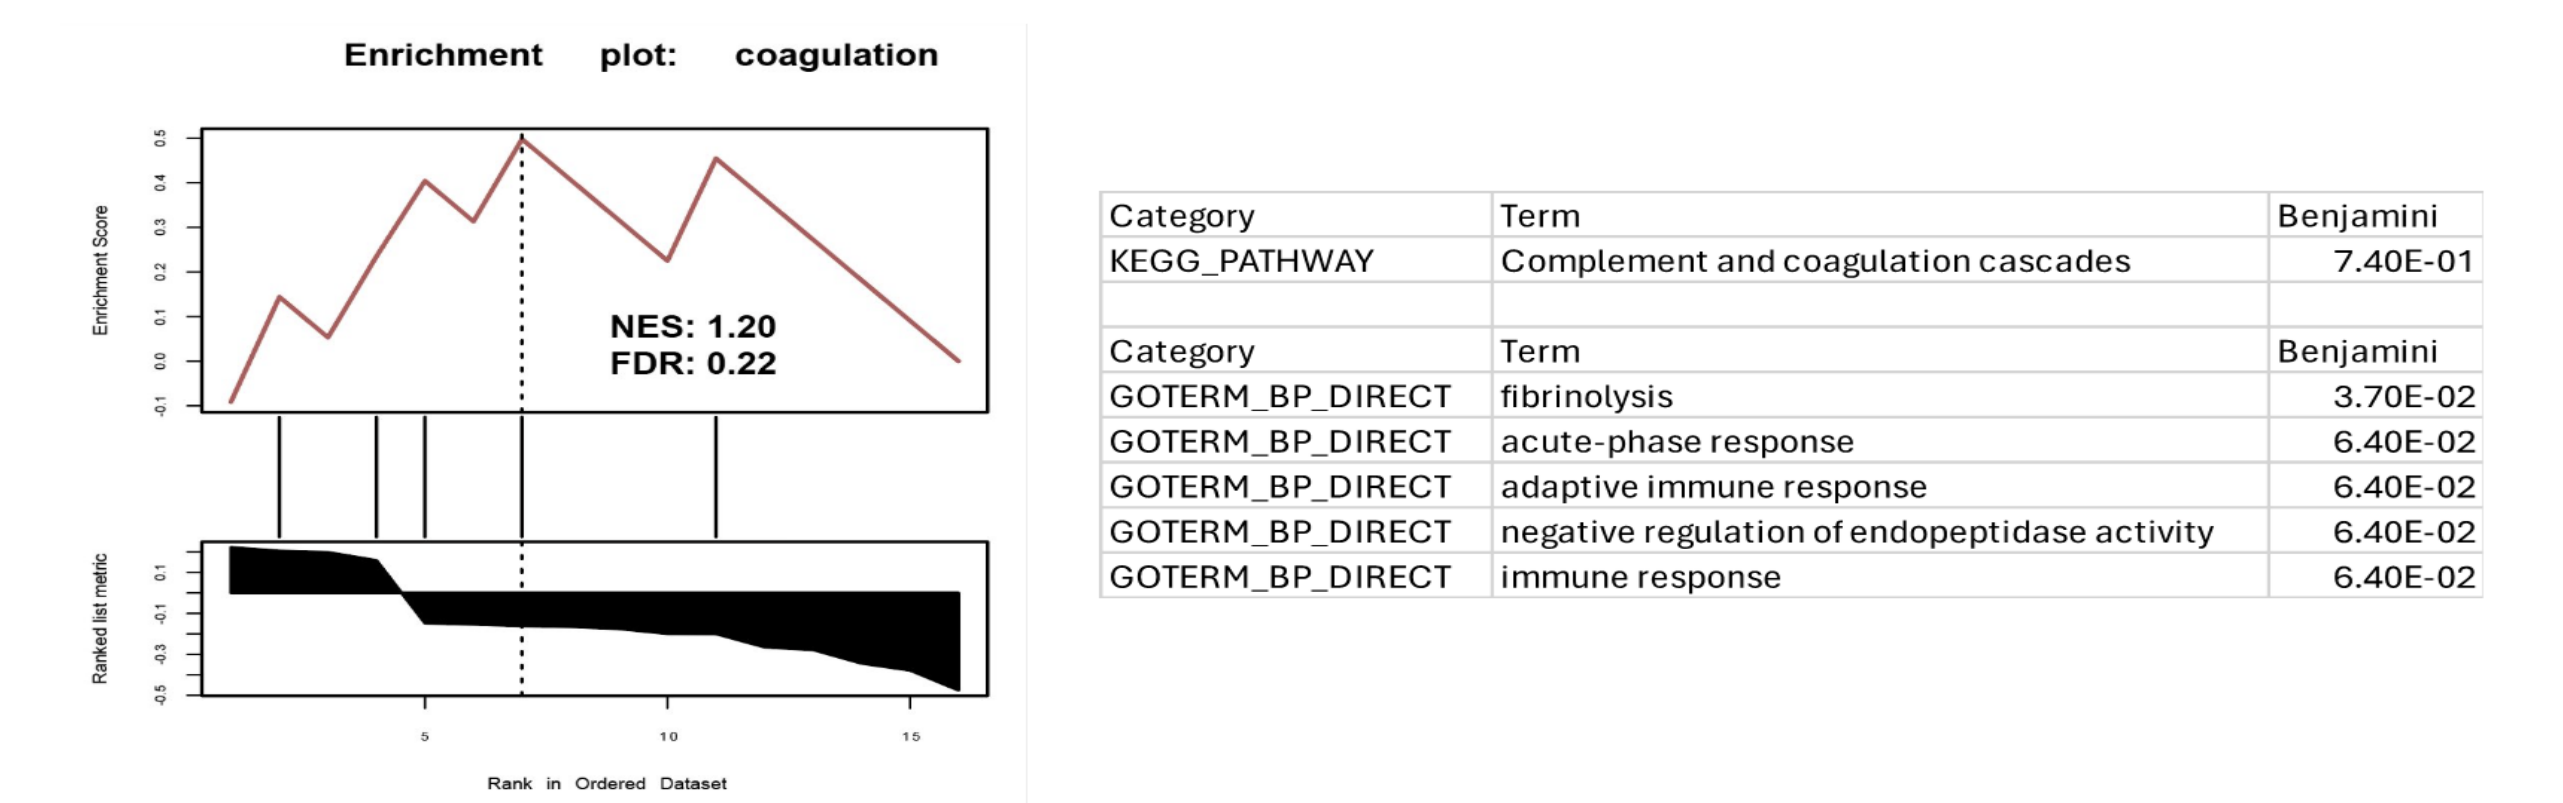 Enrichment plot: coagulation
Enrichment Score
0.5
0.4
0.3
0.2
0.1
0.0
-0.1
NES: 1.20
FDR: 0.22
Ranked list metric
0.1
-0.1
-0.3
-0.5
5 10 15
Rank in Ordered Dataset
Category Term Benjamini
KEGG_PATHWAY Complement and coagulation cascades 7.40E-01
Category Term Benjamini
GOTERM_BP_DIRECT fibrinolysis 3.70E-02
GOTERM_BP_DIRECT acute-phase response 6.40E-02
GOTERM_BP_DIRECT adaptive immune response 6.40E-02
GOTERM_BP_DIRECT negative regulation of endopeptidase activity 6.40E-02
GOTERM_BP_DIRECT immune response 6.40E-02